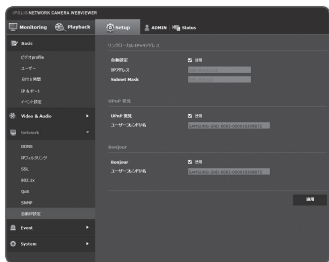 iPOLiS NETWORK CAMERA WEBVIEWER
Monitoring
Playback
Setup
ADMIN
Status
Basic
ビデオprofile
ユーザー
日付と時間
IP & ポート
イベント設定
Video & Audio
Network
DDNS
IPフィルタリング
SSL
802.1x
QoS
SNMP
自動IP設定
Event
System
リンクローカルIPv4アドレス
自動設定
使用
IPアドレス
Subnet Mask
UPnP 発見
UPnP 発見
使用
ユーザーフレンドリ名
Bonjour
Bonjour
使用
ユーザーフレンドリ名
適用